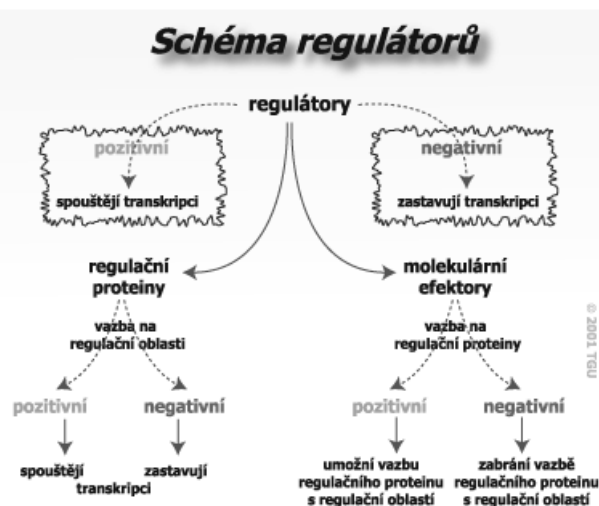 Schéma regulátorů
regulátory
pozitivní
negativní
spouštějí transkripci
zastavují transkripci
regulační
proteiny
molekulární
efektory
vazba na
regulační oblasti
vazba na
regulační proteiny
pozitivní
negativní
pozitivní
negativní
spouštějí
zastavují
transkripci
umožní vazbu
regulačního proteinu
s regulační oblastí
zabrání vazbě
regulačního proteinu
s regulační oblastí
© 2001 TGU